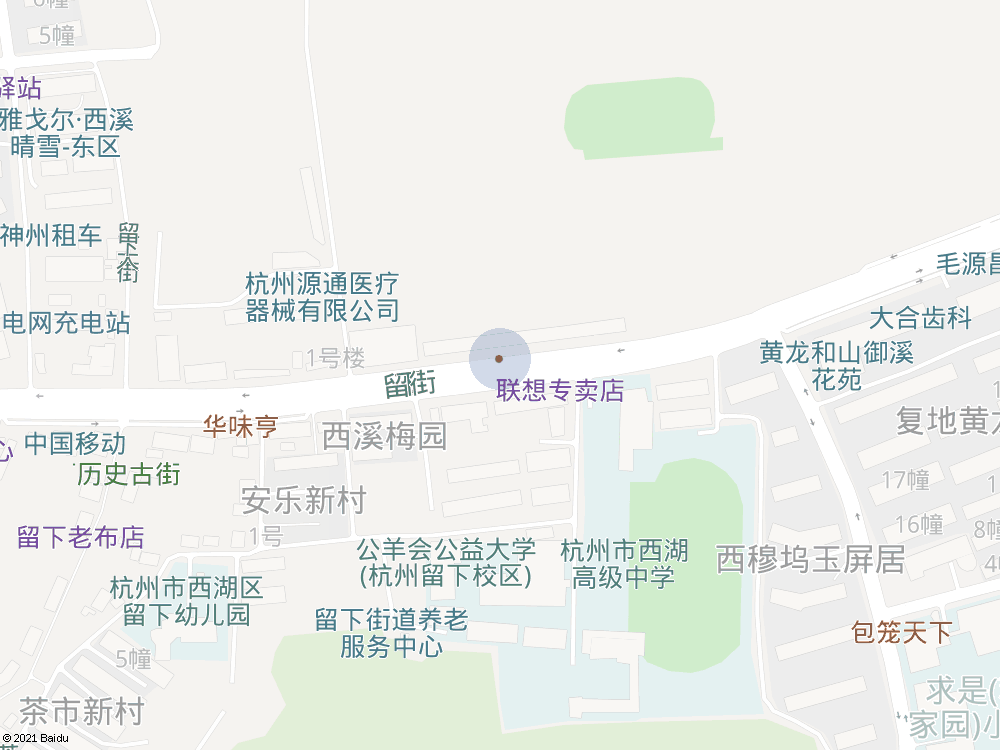 5幢
驿站
雅戈尔·西溪
晴雪-东区
神州租车
留下街
杭州源通医疗
器械有限公司
毛源昌
电网充电站
大合齿科
1号楼
黄龙和山御溪
花苑
留街
联想专卖店
华味亨
西溪梅园
复地黄龙
中国移动
心
历史古街
17幢
安乐新村
16幢
留下老布店
1号
8幢
公羊会公益大学
(杭州留下校区)
杭州市西湖
高级中学
西穆坞玉屏居
杭州市西湖区
留下幼儿园
留下街道养老
服务中心
包笼天下
5幢
求是(
家园)小
茶市新村
© 2021 Baidu